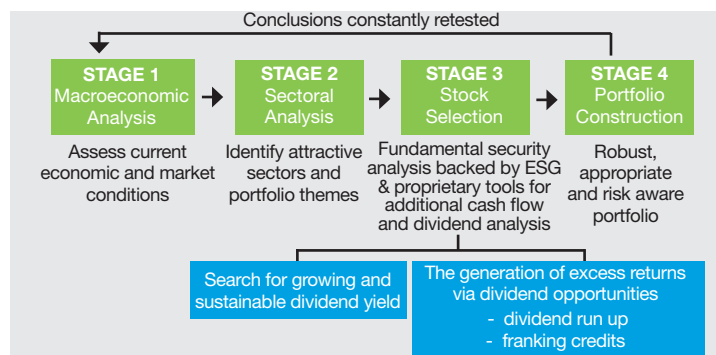 Conclusions constantly retested
STAGE 1
Macroeconomic
Analysis
Assess current
economic and market
conditions
STAGE 2
Sectoral
Analysis
Identify attractive
sectors and
portfolio themes
STAGE 3
Stock
Selection
Fundamental security
analysis backed by ESG
& proprietary tools for
additional cash flow
and dividend analysis
STAGE 4
Portfolio
Construction
Robust,
appropriate
and risk aware
portfolio
Search for growing and
sustainable dividend yield
The generation of excess returns
via dividend opportunities
- dividend run up
- franking credits